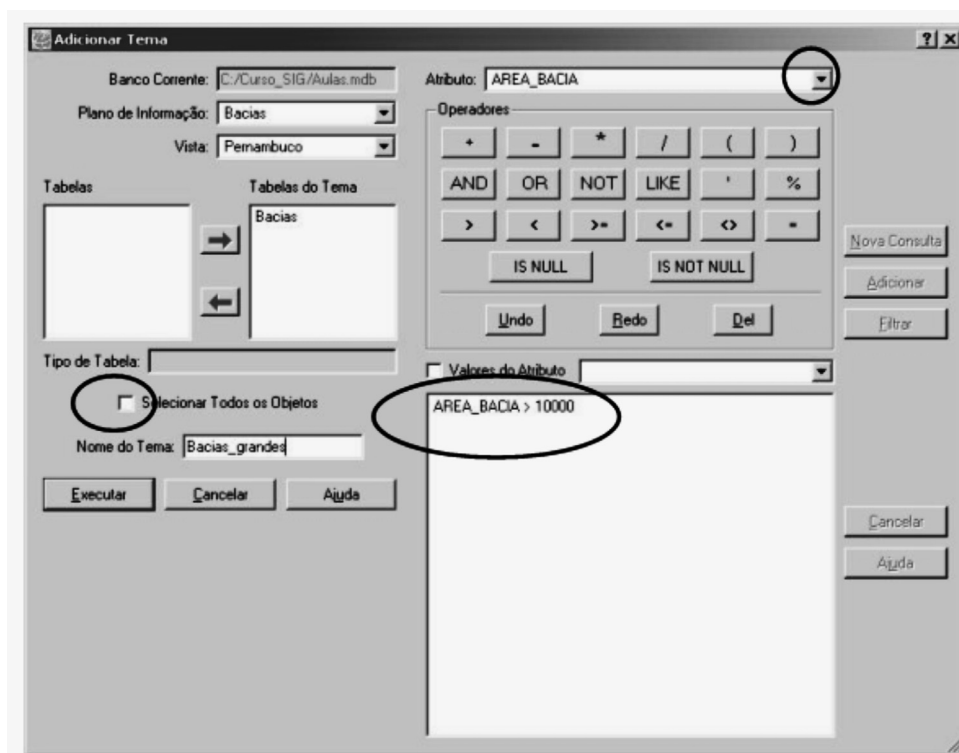 Adicionar Tema
Banco Corrente: C:/Curso_SIG/Aulas.mdb
Plano de Informação: Bacias
Vista: Pernambuco
Tabelas
Tabelas do Tema
Bacias
Tipo de Tabela:
Selecionar Todos os Objetos
Nome do Tema: Bacias_grandes
Executar Cancelar Ajuda
Atributo: AREA_BACIA
Operadores
+ - * / ( )
AND OR NOT LIKE ' %
> < >= <= <> =
IS NULL IS NOT NULL
Undo Redo Del
Valores do Atributo
AREA_BACIA > 10000
Nova Consulta
Adicionar
Filtrar
Cancelar
Ajuda